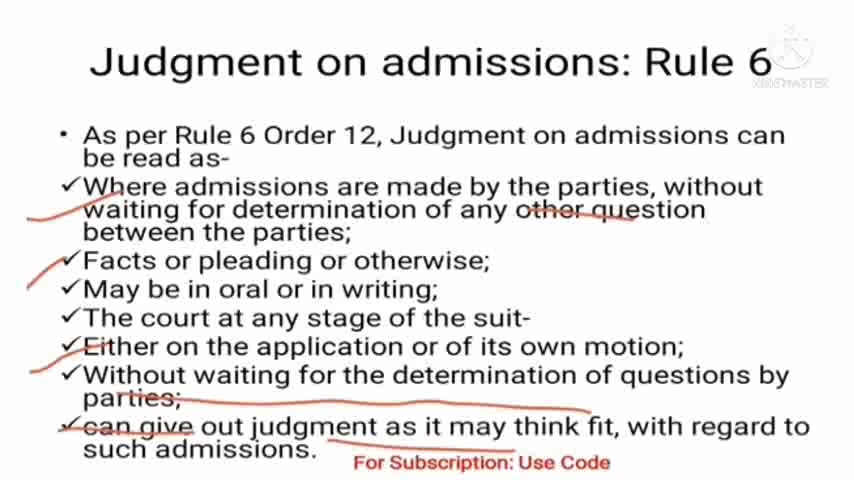 Judgment on admissions: Rule 6
KINEMASTER
• As per Rule 6 Order 12, Judgment on admissions can
be read as-
✓Where admissions are made by the parties, without
waiting for determination of any other question
between the parties;
✓Facts or pleading or otherwise;
✓May be in oral or in writing;
✓The court at any stage of the suit-
✓Either on the application or of its own motion;
✓Without waiting for the determination of questions by
parties;
✓can give out judgment as it may think fit, with regard to
such admissions.
For Subscription: Use Code